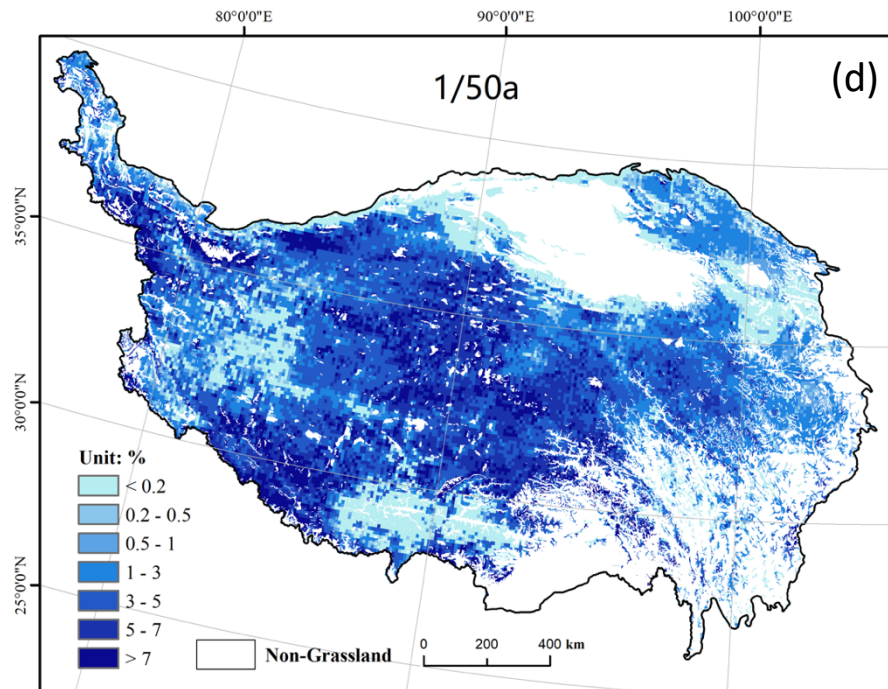 80°0'0"E
90°0'0"E
100°0'0"E
1/50a
(d)
35°0'0"N
30°0'0"N
25°0'0"N
Unit: %
< 0.2
0.2 - 0.5
0.5 - 1
1 - 3
3 - 5
5 - 7
> 7
Non-Grassland
0 200 400 km